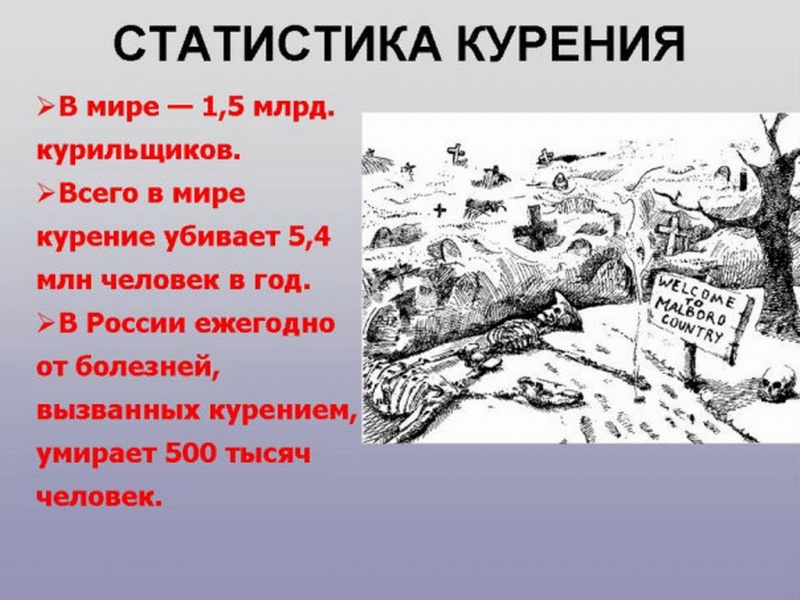 СТАТИСТИКА КУРЕНИЯ
В мире — 1,5 млрд.
курильщиков.
Всего в мире
курение убивает 5,4
млн человек в год.
В России ежегодно
от болезней,
вызванных курением,
умирает 500 тысяч
человек.
WELCOME
TO
MALBORO
COUNTRY